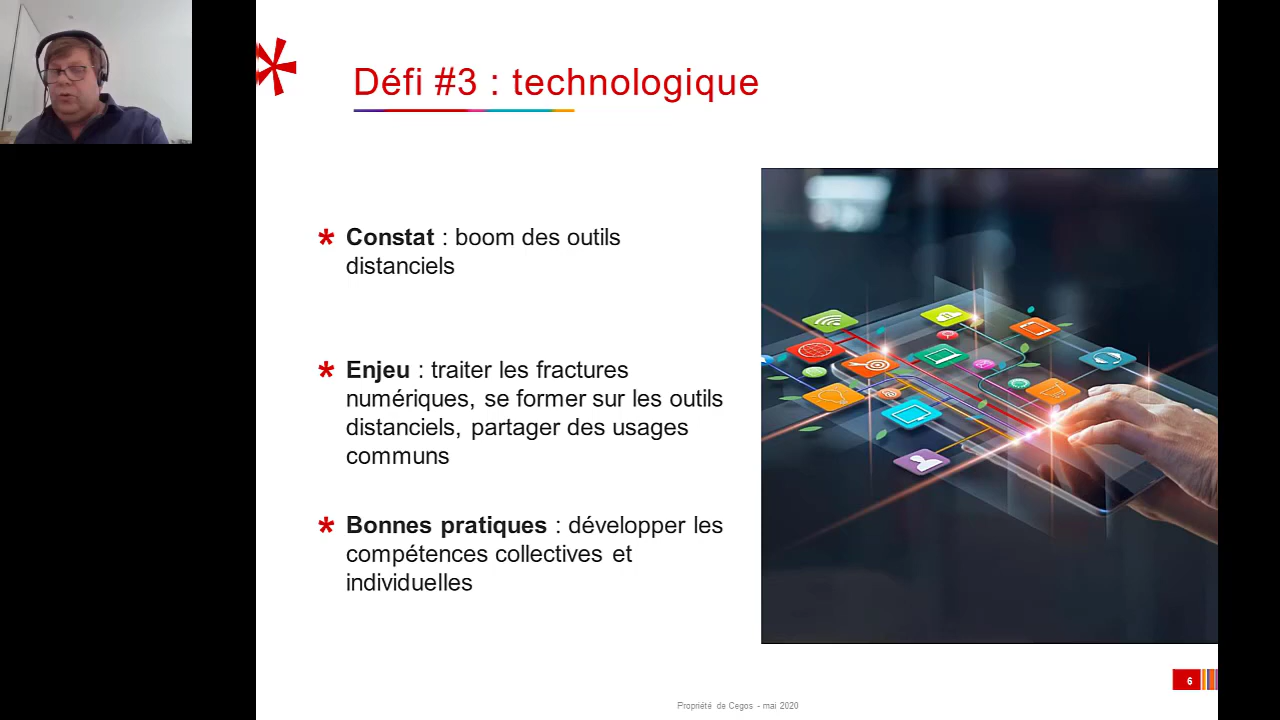 Défi #3 : technologique
Constat : boom des outils
distanciels
Enjeu : traiter les fractures
numériques, se former sur les outils
distanciels, partager des usages
communs
Bonnes pratiques : développer les
compétences collectives et
individuelles
6
Propriété de Cegos - mai 2020